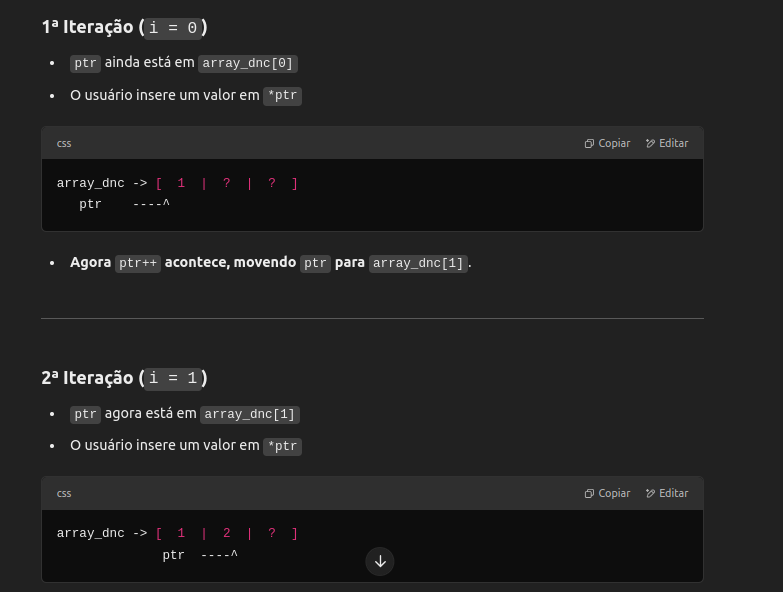 1ª Iteração (i = 0)
• ptr ainda está em array_dnc[0]
• O usuário insere um valor em *ptr
css Copiar Editar
array_dnc -> [ 1 | ? | ? ]
ptr ----^
• Agora ptr++ acontece, movendo ptr para array_dnc[1].
2ª Iteração (i = 1)
• ptr agora está em array_dnc[1]
• O usuário insere um valor em *ptr
css Copiar Editar
array_dnc -> [ 1 | 2 | ? ]
ptr ----^